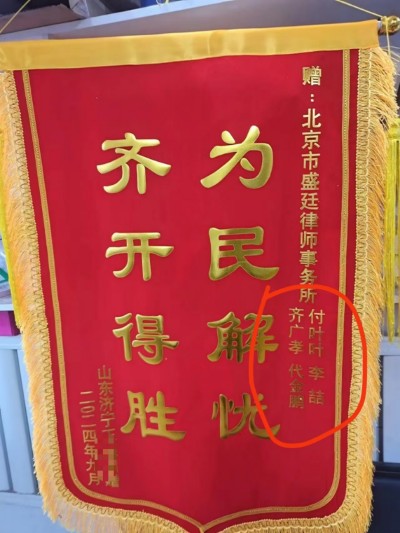 赠：北京市盛廷律师事务所
付叶叶 李喆
齐广孝 代金鹏
为民解忧
齐开得胜
山东济宁
二〇一四年九月